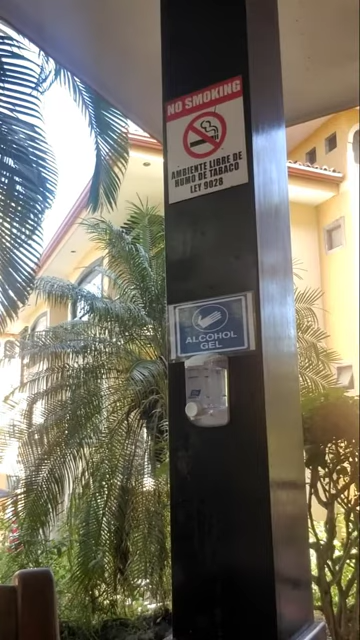 NO SMOKING
AMBIENTE LIBRE DE
HUMO DE TABACO
LEY 9028
ALCOHOL
GEL